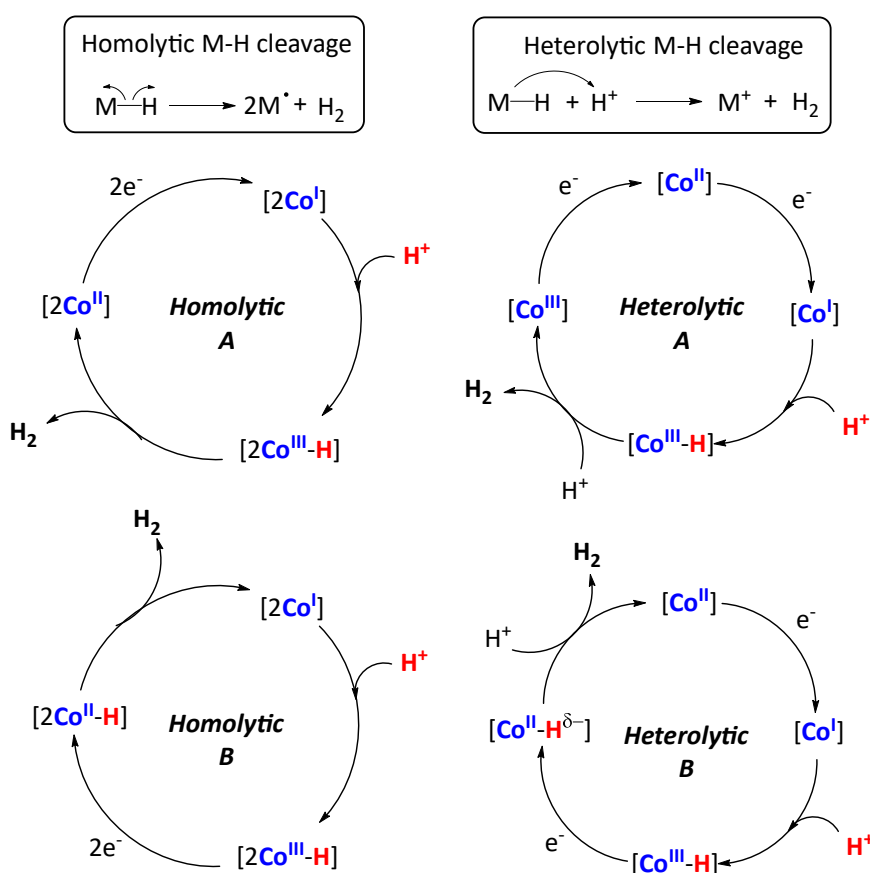 Homolytic M-H cleavage
M—H ⟶ 2M• + H₂
Heterolytic M-H cleavage
M—H + H⁺ ⟶ M⁺ + H₂
2e⁻
[2Coᴵ]
H⁺
[2Coᴵᴵ]
Homolytic
A
H₂
[2Coᴵᴵᴵ-H]
e⁻
[Coᴵᴵ]
e⁻
[Coᴵᴵᴵ]
Heterolytic
A
[Coᴵ]
H₂
H⁺
[Coᴵᴵᴵ-H]
H⁺
H₂
[2Coᴵ]
H⁺
[2Coᴵᴵ-H]
Homolytic
B
2e⁻
[2Coᴵᴵᴵ-H]
H₂
[Coᴵᴵ]
H⁺
e⁻
[Coᴵᴵ-Hᵟ⁻]
Heterolytic
B
[Coᴵ]
e⁻
H⁺
[Coᴵᴵᴵ-H]